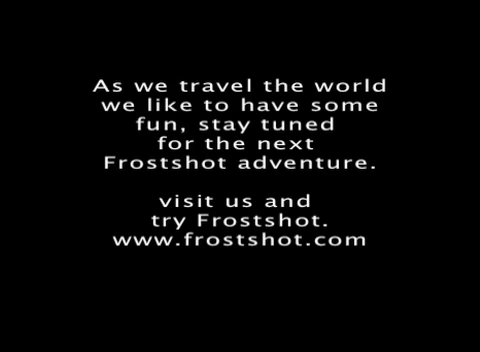 As we travel the world
we like to have some
fun, stay tuned
for the next
Frostshot adventure.
visit us and
try Frostshot.
www.frostshot.com